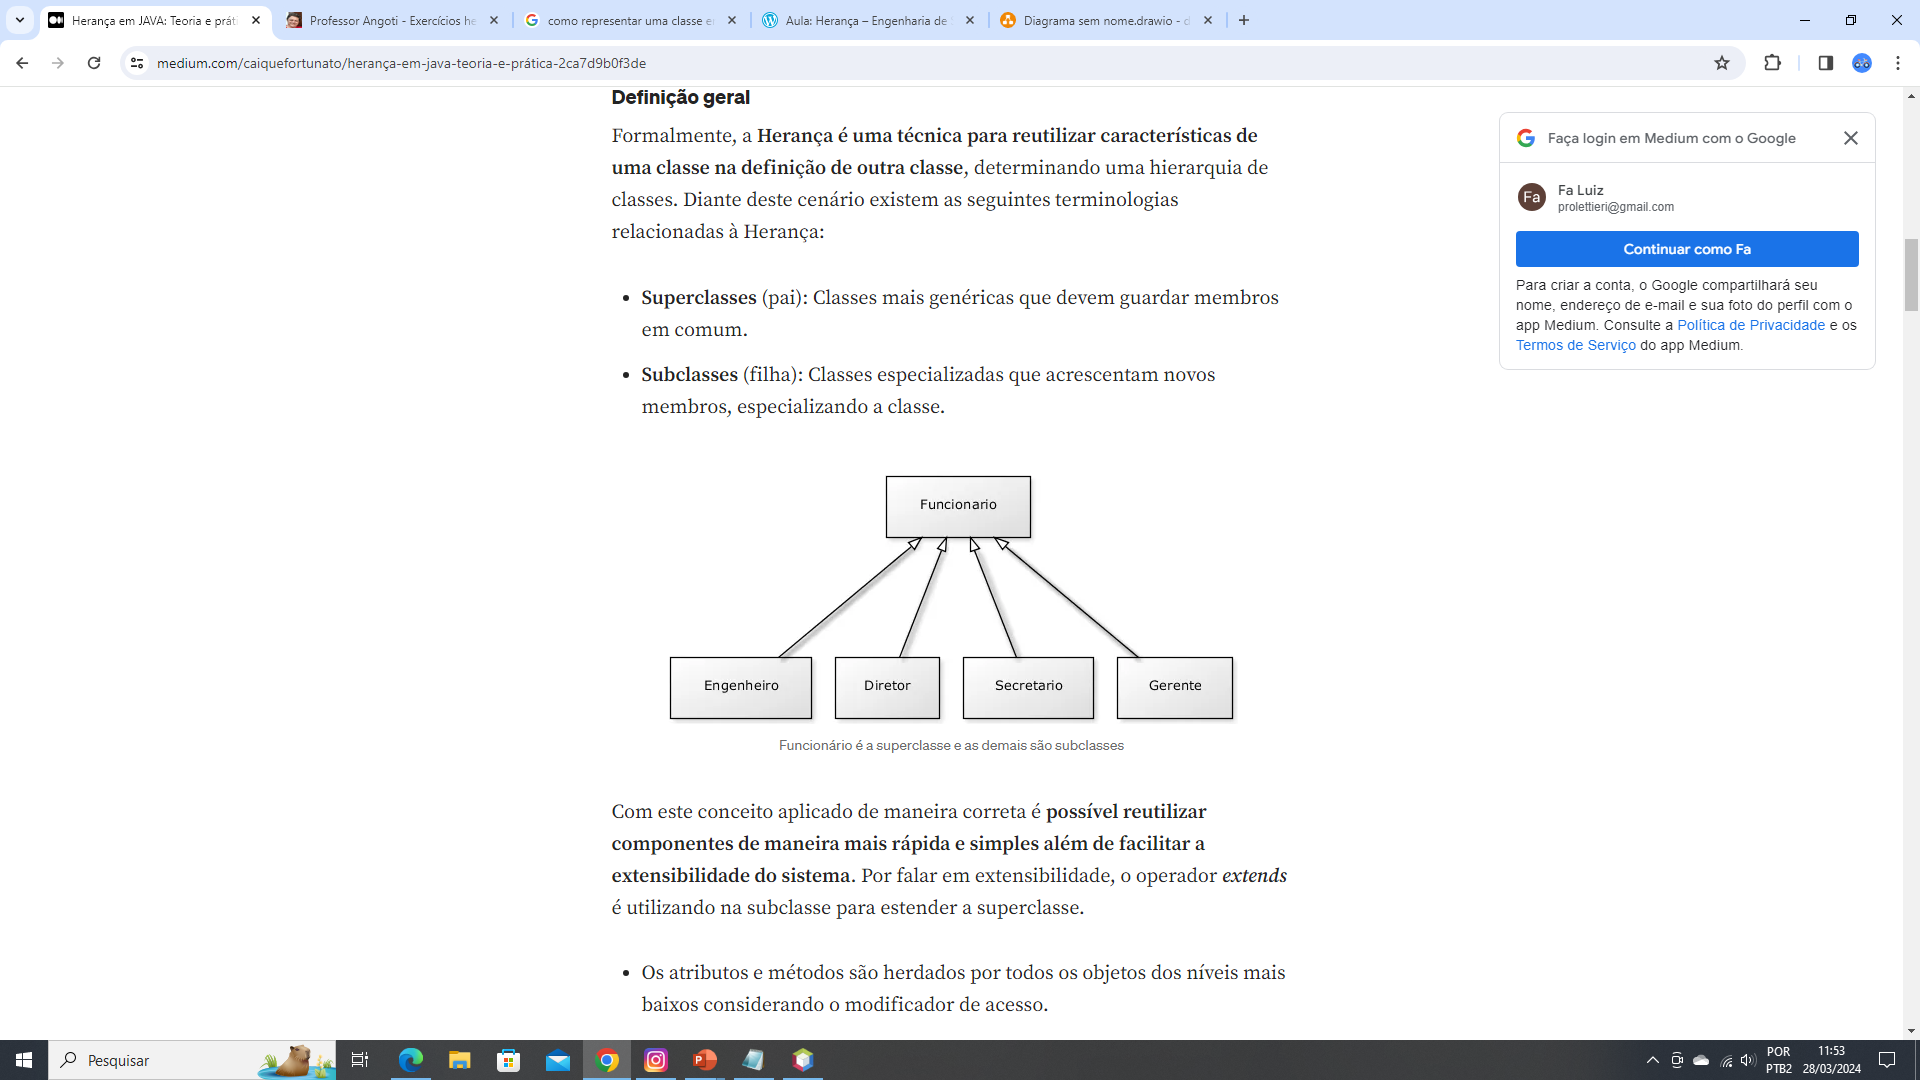 Herança em JAVA: Teoria e prát
Professor Angoti - Exercícios he
como representar uma classe e
Aula: Herança – Engenharia de
Diagrama sem nome.drawio - d
medium.com/caiquefortunato/herança-em-java-teoria-e-prática-2ca7d9b0f3de
Definição geral
Formalmente, a Herança é uma técnica para reutilizar características de
uma classe na definição de outra classe, determinando uma hierarquia de
classes. Diante deste cenário existem as seguintes terminologias
relacionadas à Herança:
Superclasses (pai): Classes mais genéricas que devem guardar membros
em comum.
Subclasses (filha): Classes especializadas que acrescentam novos
membros, especializando a classe.
Funcionario
Engenheiro
Diretor
Secretario
Gerente
Funcionário é a superclasse e as demais são subclasses
Com este conceito aplicado de maneira correta é possível reutilizar
componentes de maneira mais rápida e simples além de facilitar a
extensibilidade do sistema. Por falar em extensibilidade, o operador extends
é utilizando na subclasse para estender a superclasse.
Os atributos e métodos são herdados por todos os objetos dos níveis mais
baixos considerando o modificador de acesso.
Faça login em Medium com o Google
Fa
Fa Luiz
prolettieri@gmail.com
Continuar como Fa
Para criar a conta, o Google compartilhará seu
nome, endereço de e-mail e sua foto do perfil com o
app Medium. Consulte a Política de Privacidade e os
Termos de Serviço do app Medium.
Pesquisar
POR
PTB2
11:53
28/03/2024